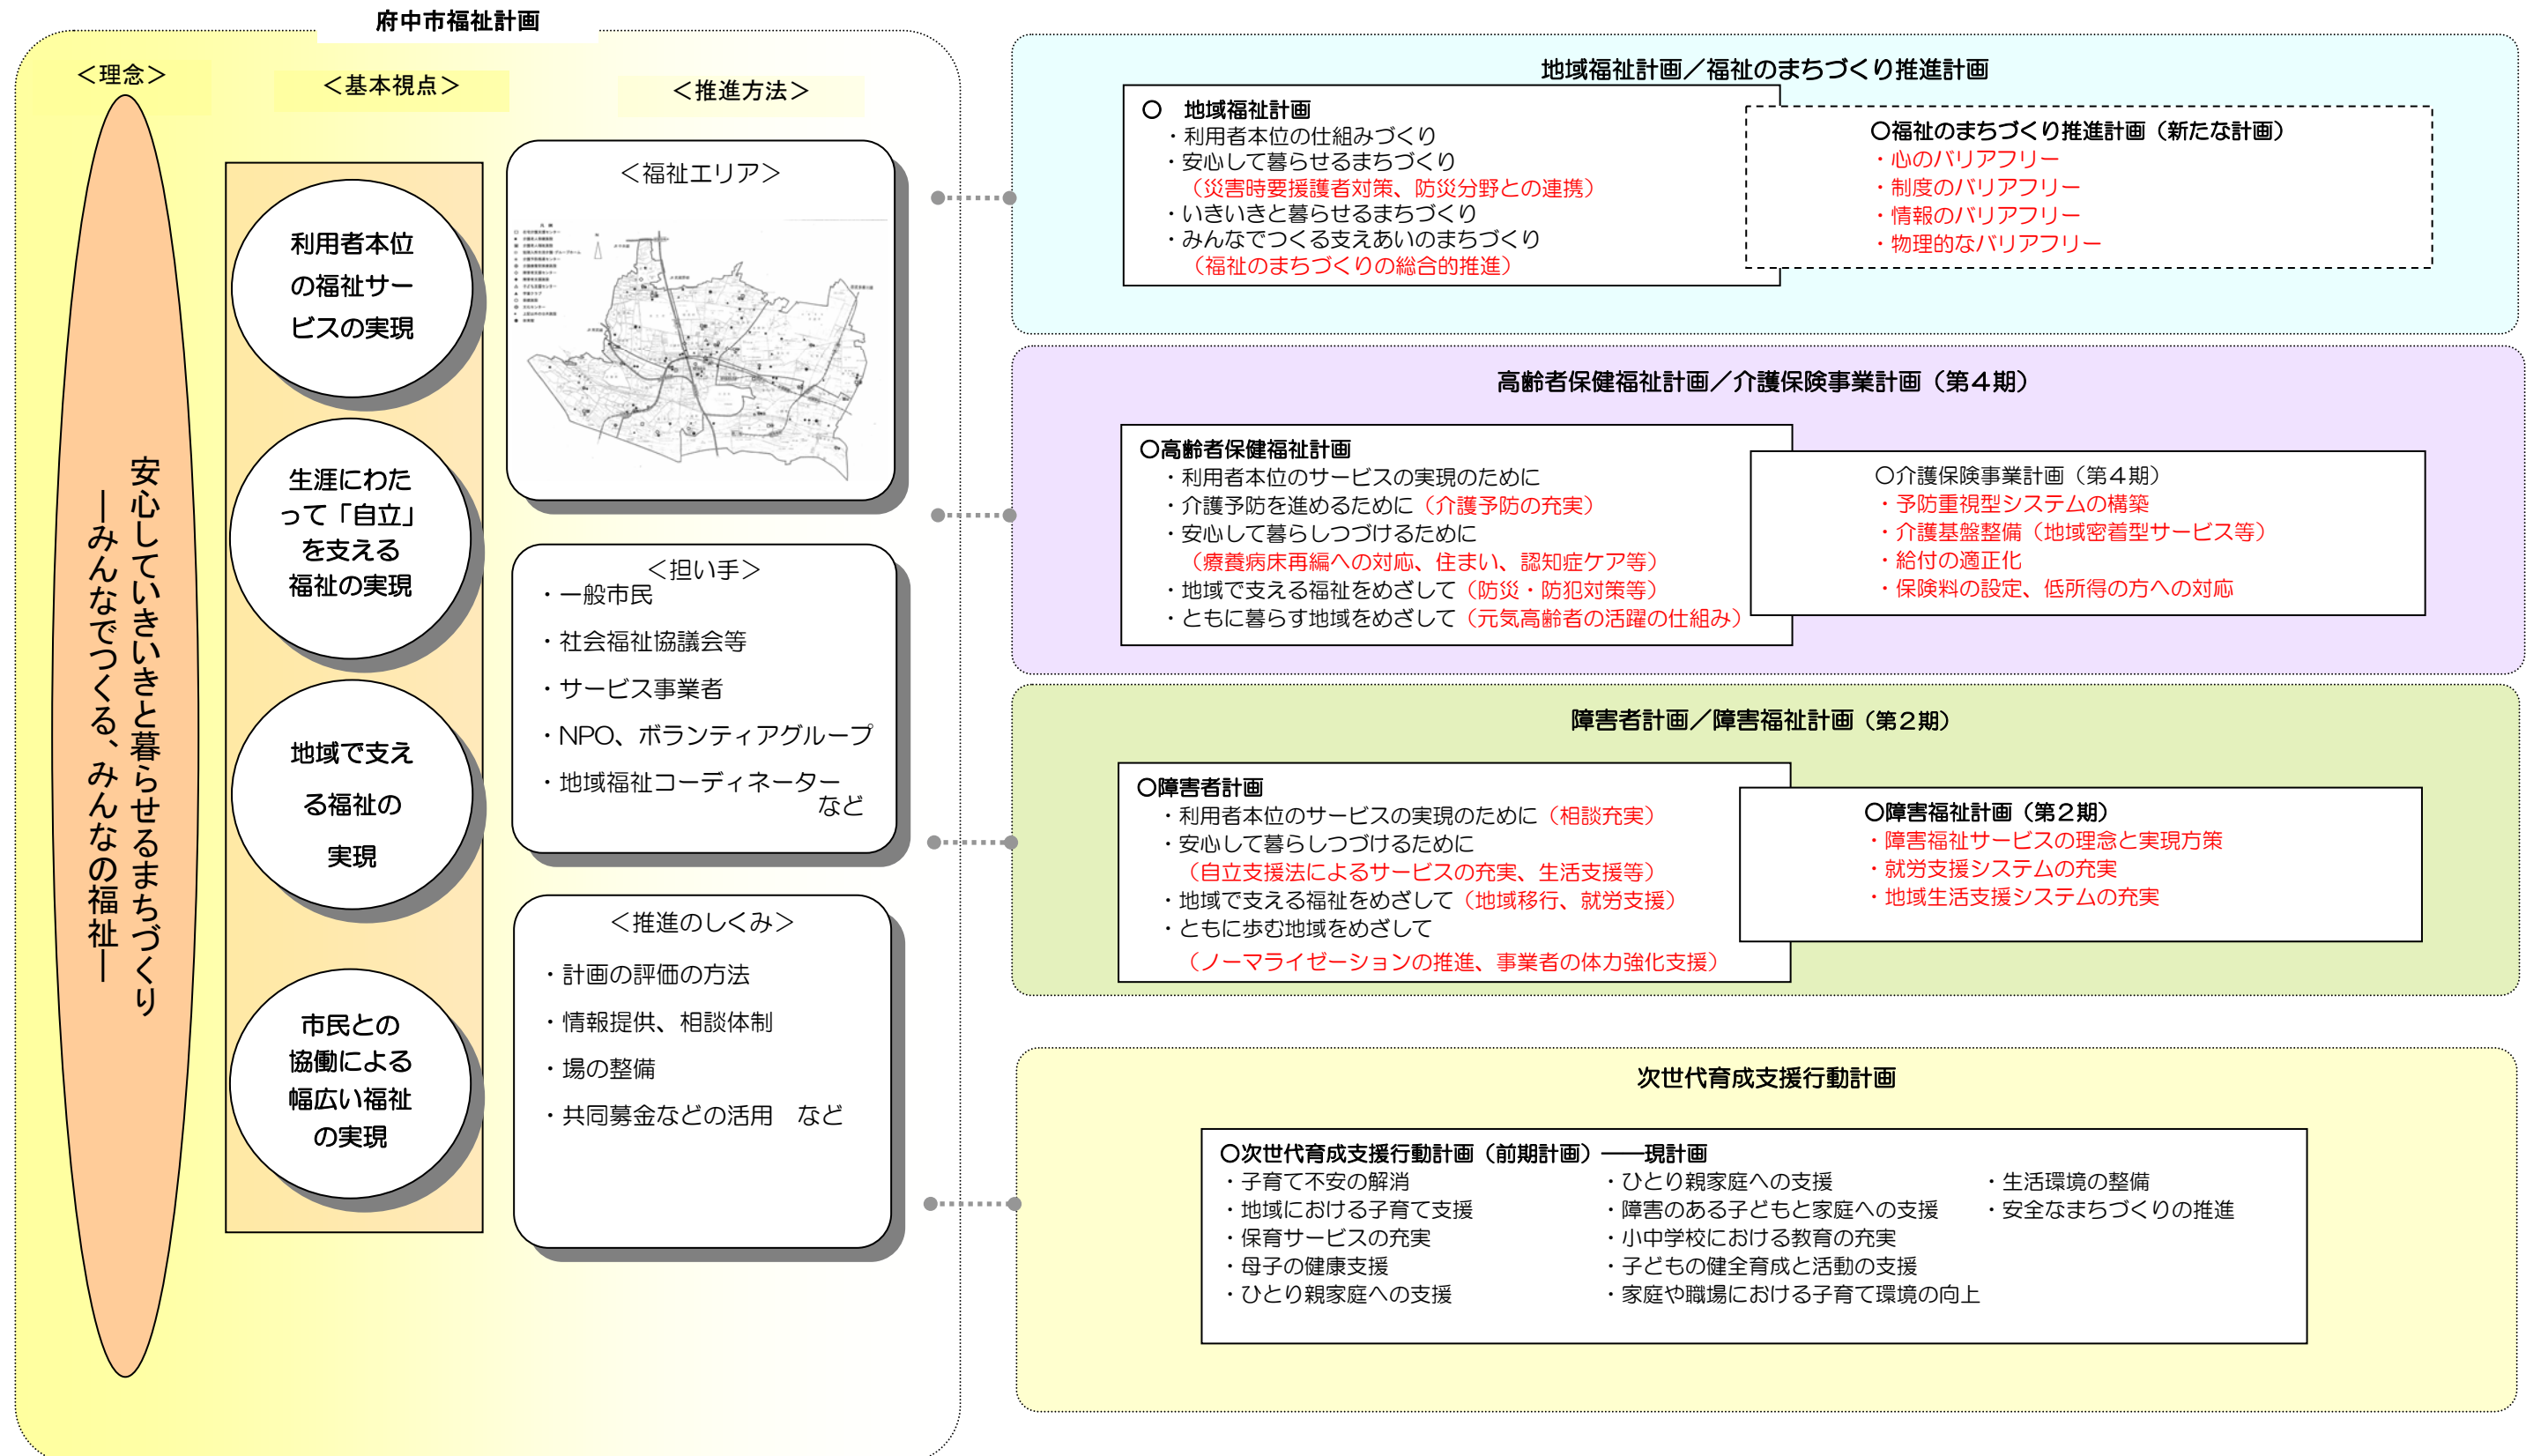 府中市福祉計画
＜理念＞
安心していきいきと暮らせるまちづくり
―みんなでつくる、みんなの福祉―
＜基本視点＞
利用者本位
の福祉サー
ビスの実現
生涯にわた
って「自立」
を支える
福祉の実現
地域で支え
る福祉の
実現
市民との
協働による
幅広い福祉
の実現
＜推進方法＞
＜福祉エリア＞
＜担い手＞
・一般市民
・社会福祉協議会等
・サービス事業者
・NPO、ボランティアグループ
・地域福祉コーディネーター
など
＜推進のしくみ＞
・計画の評価の方法
・情報提供、相談体制
・場の整備
・共同募金などの活用　など
地域福祉計画／福祉のまちづくり推進計画
〇　地域福祉計画
・利用者本位の仕組みづくり
・安心して暮らせるまちづくり
（災害時要援護者対策、防災分野との連携）
・いきいきと暮らせるまちづくり
・みんなでつくる支えあいのまちづくり
（福祉のまちづくりの総合的推進）
〇福祉のまちづくり推進計画（新たな計画）
・心のバリアフリー
・制度のバリアフリー
・情報のバリアフリー
・物理的なバリアフリー
高齢者保健福祉計画／介護保険事業計画（第４期）
〇高齢者保健福祉計画
・利用者本位のサービスの実現のために
・介護予防を進めるために（介護予防の充実）
・安心して暮らしつづけるために
（療養病床再編への対応、住まい、認知症ケア等）
・地域で支える福祉をめざして（防災・防犯対策等）
・ともに暮らす地域をめざして（元気高齢者の活躍の仕組み）
〇介護保険事業計画（第４期）
・予防重視型システムの構築
・介護基盤整備（地域密着型サービス等）
・給付の適正化
・保険料の設定、低所得の方への対応
障害者計画／障害福祉計画（第２期）
〇障害者計画
・利用者本位のサービスの実現のために（相談充実）
・安心して暮らしつづけるために
（自立支援法によるサービスの充実、生活支援等）
・地域で支える福祉をめざして（地域移行、就労支援）
・ともに歩む地域をめざして
（ノーマライゼーションの推進、事業者の体力強化支援）
〇障害福祉計画（第２期）
・障害福祉サービスの理念と実現方策
・就労支援システムの充実
・地域生活支援システムの充実
次世代育成支援行動計画
〇次世代育成支援行動計画（前期計画）――現計画
・子育て不安の解消
・地域における子育て支援
・保育サービスの充実
・母子の健康支援
・ひとり親家庭への支援
・ひとり親家庭への支援
・障害のある子どもと家庭への支援
・小中学校における教育の充実
・子どもの健全育成と活動の支援
・家庭や職場における子育て環境の向上
・生活環境の整備
・安全なまちづくりの推進